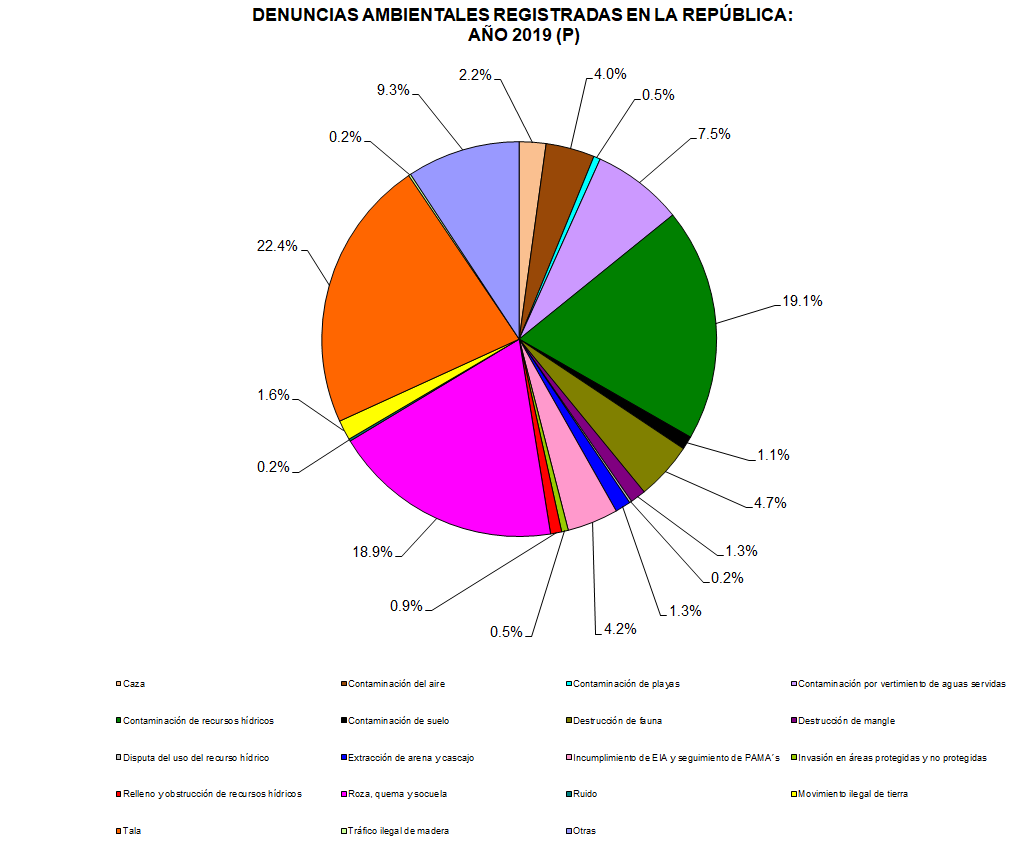 DENUNCIAS AMBIENTALES REGISTRADAS EN LA REPÚBLICA:
AÑO 2019 (P)
2.2%
4.0%
0.5%
7.5%
19.1%
1.1%
4.7%
1.3%
0.2%
1.3%
4.2%
0.5%
0.9%
18.9%
0.2%
1.6%
22.4%
0.2%
9.3%
Caza
Contaminación del aire
Contaminación de playas
Contaminación por vertimiento de aguas servidas
Contaminación de recursos hídricos
Contaminación de suelo
Destrucción de fauna
Destrucción de mangle
Disputa del uso del recurso hídrico
Extracción de arena y cascajo
Incumplimiento de EIA y seguimiento de PAMA´s
Invasión en áreas protegidas y no protegidas
Relleno y obstrucción de recursos hídricos
Roza, quema y socuela
Ruido
Movimiento ilegal de tierra
Tala
Tráfico ilegal de madera
Otras